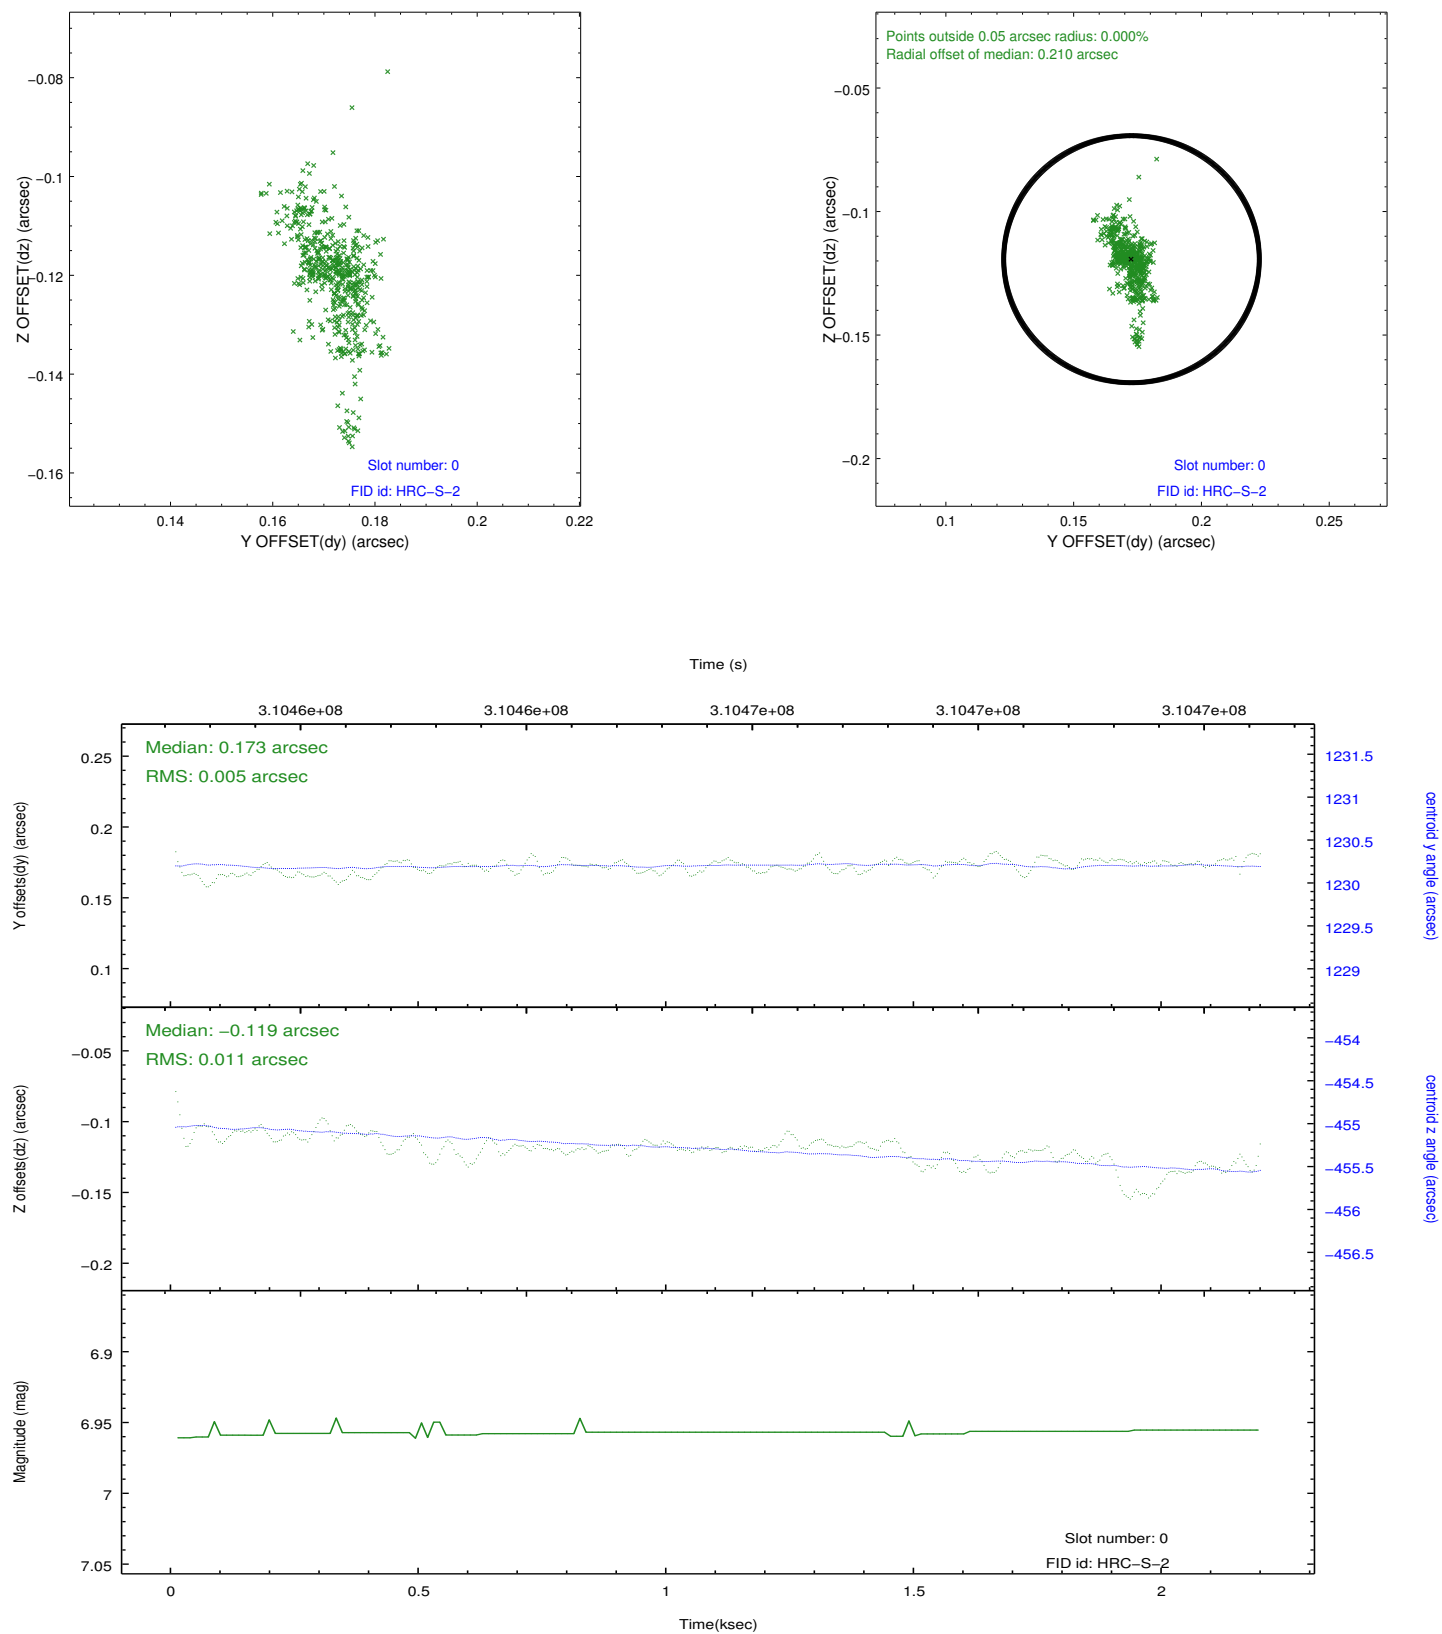 −0.08
−0.1
−0.12
−0.14
−0.16
Z OFFSET(dz) (arcsec)
Slot number: 0
FID id: HRC−S−2
0.14
0.16
0.18
0.2
0.22
Y OFFSET(dy) (arcsec)
Points outside 0.05 arcsec radius: 0.000%
Radial offset of median: 0.210 arcsec
−0.05
−0.1
−0.15
−0.2
Z OFFSET(dz) (arcsec)
Slot number: 0
FID id: HRC−S−2
0.1
0.15
0.2
0.25
Y OFFSET(dy) (arcsec)
Time (s)
3.1046e+08
3.1046e+08
3.1047e+08
3.1047e+08
3.1047e+08
Median: 0.173 arcsec
RMS: 0.005 arcsec
0.25
0.2
0.15
0.1
Y offsets(dy) (arcsec)
1231.5
1231
1230.5
1230
1229.5
1229
centroid y angle (arcsec)
Median: −0.119 arcsec
RMS: 0.011 arcsec
−0.05
−0.1
−0.15
−0.2
Z offsets(dz) (arcsec)
−454
−454.5
−455
−455.5
−456
−456.5
centroid z angle (arcsec)
6.9
6.95
7
7.05
Magnitude (mag)
Slot number: 0
FID id: HRC−S−2
0
0.5
1
1.5
2
Time(ksec)